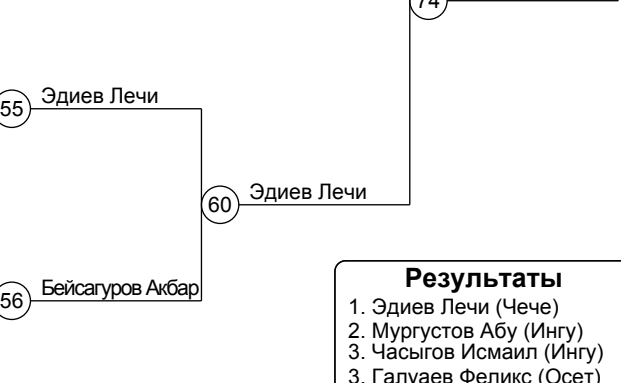 74
Эдиев Лечи
55
Эдиев Лечи
60
Бейсагуров Акбар
56
Результаты
1. Эдиев Лечи (Чече)
2. Мургустов Абу (Ингу)
3. Часыгов Исмаил (Ингу)
3. Галуаев Феликс (Осет)